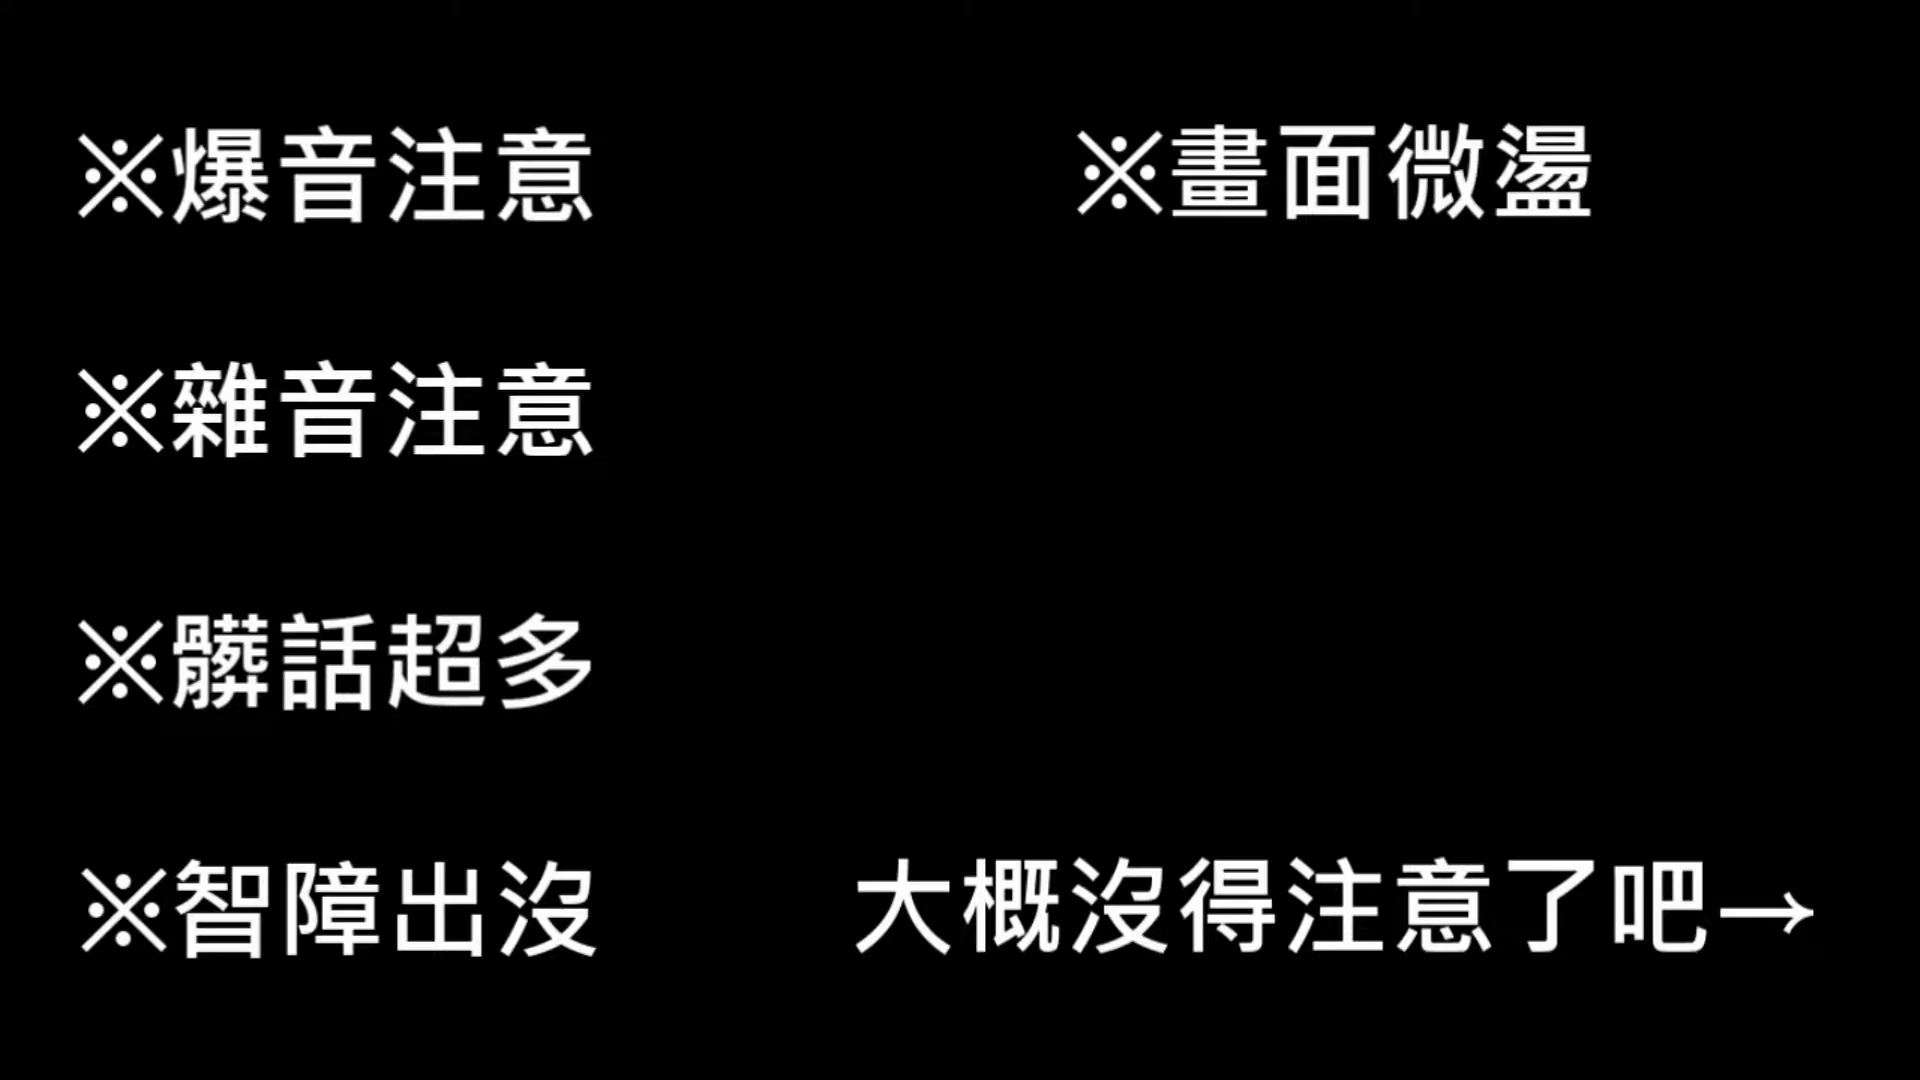 ※爆音注意
※畫面微盪
※雜音注意
※髒話超多
※智障出沒
大概沒得注意了吧→